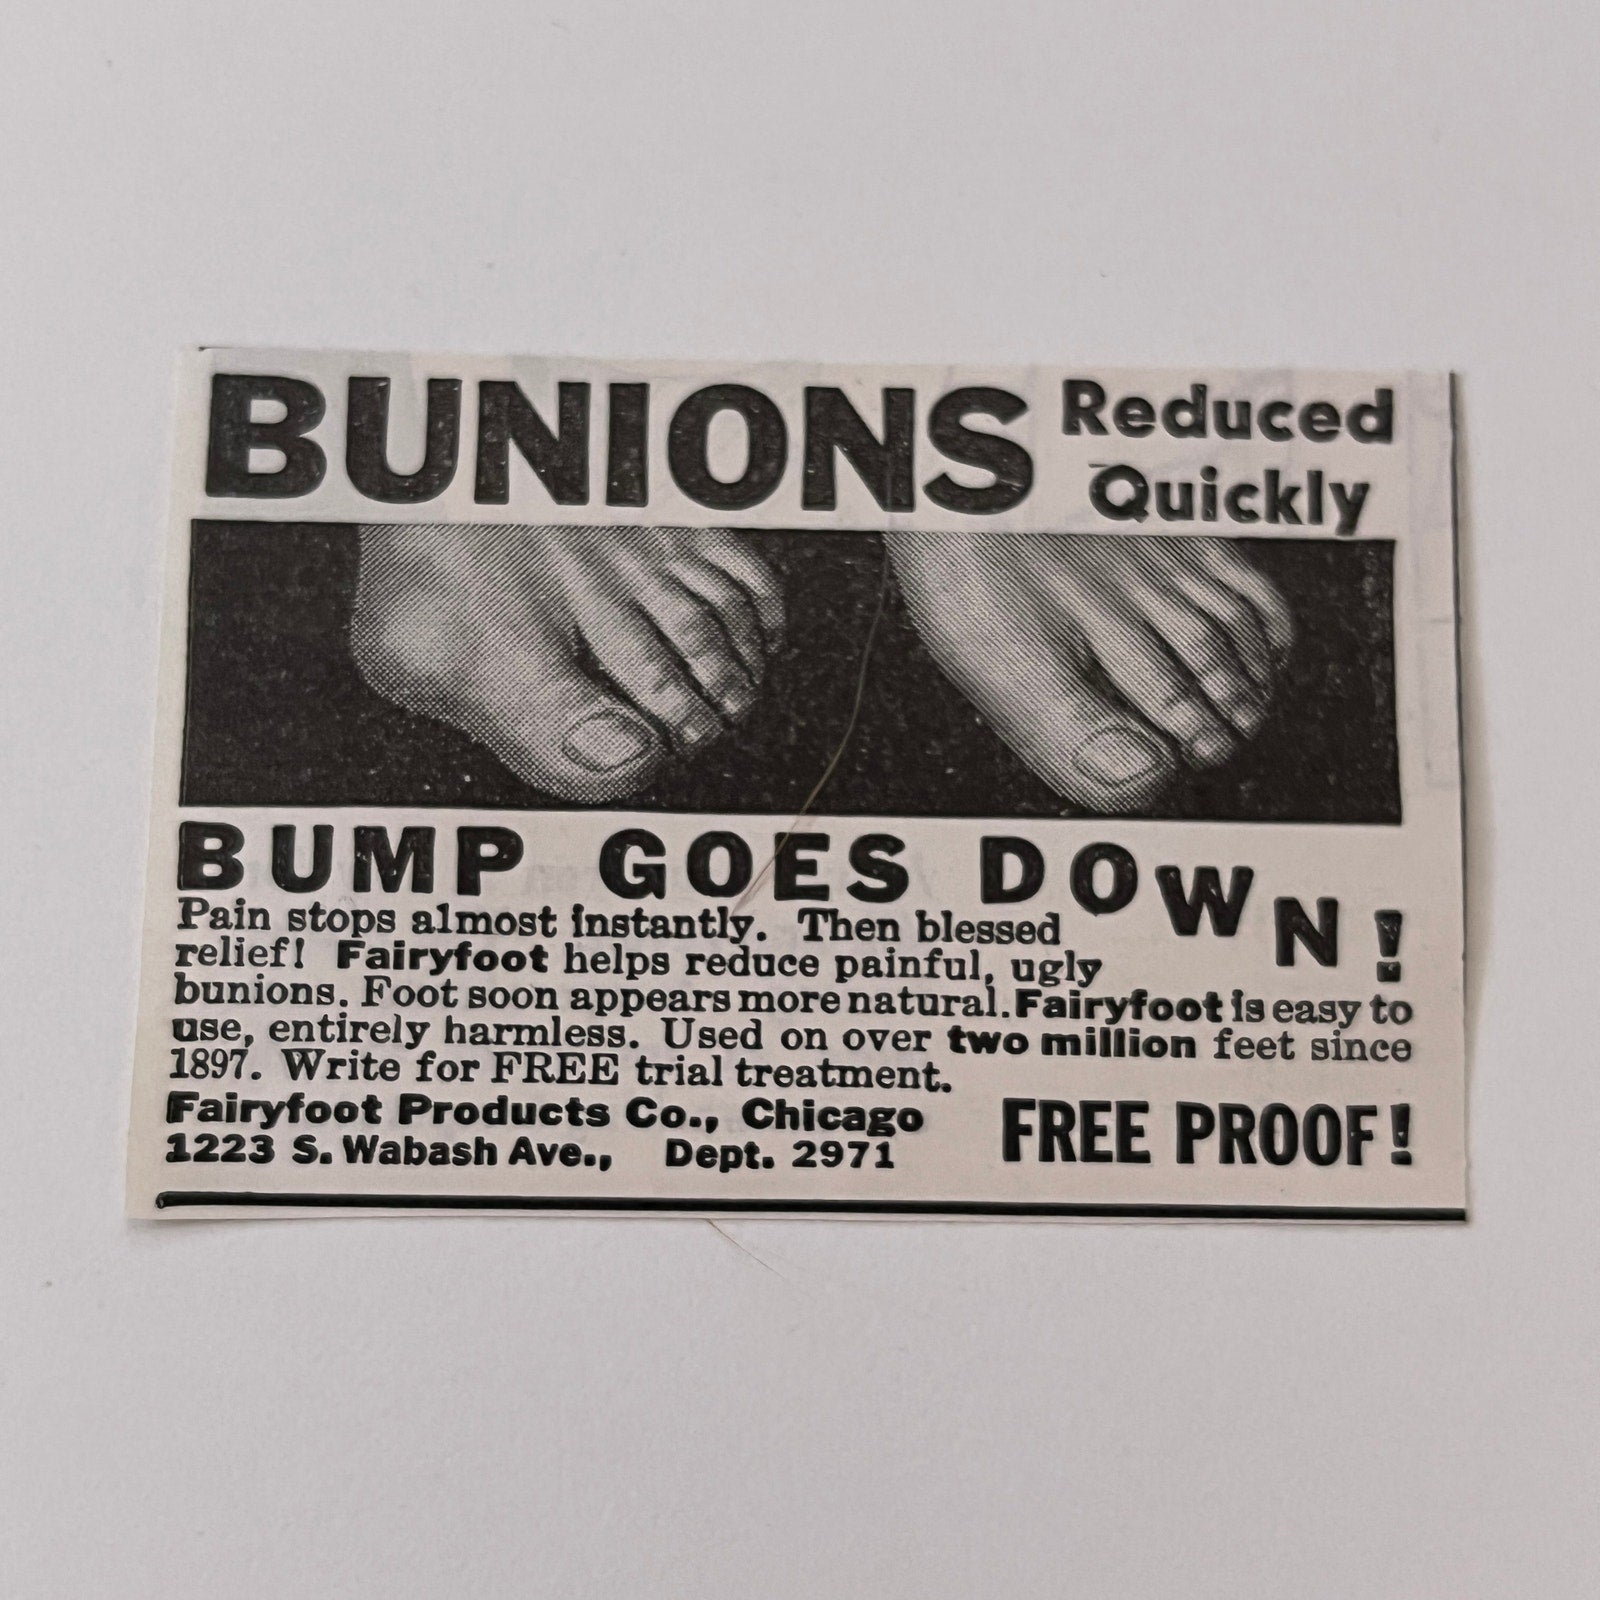 BUNIONS Reduced
Quickly
BUMP GOES DOWN!
Pain stops almost instantly. Then blessed
relief! Fairyfoot helps reduce painful, ugly
bunions. Foot soon appears more natural. Fairyfoot is easy to
use, entirely harmless. Used on over two million feet since
1897. Write for FREE trial treatment.
Fairyfoot Products Co., Chicago
1223 S. Wabash Ave., Dept. 2971
FREE PROOF!